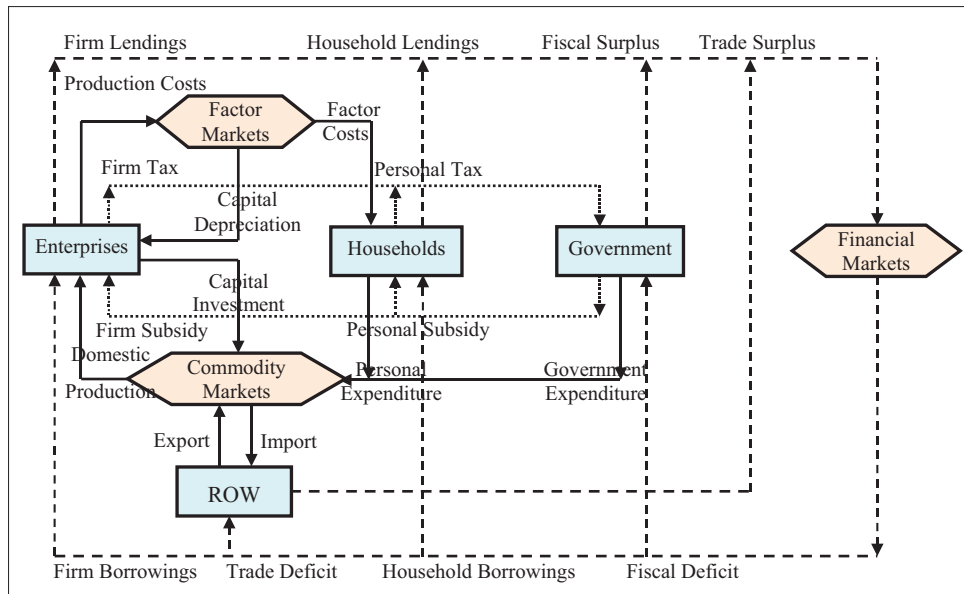 Firm Lendings
Household Lendings
Fiscal Surplus
Trade Surplus
Production Costs
Factor
Markets
Factor
Costs
Firm Tax
Personal Tax
Capital
Depreciation
Enterprises
Households
Government
Financial
Markets
Capital
Investment
Firm Subsidy
Personal Subsidy
Domestic
Production
Commodity
Markets
Personal
Expenditure
Government
Expenditure
Export
Import
ROW
Firm Borrowings
Trade Deficit
Household Borrowings
Fiscal Deficit